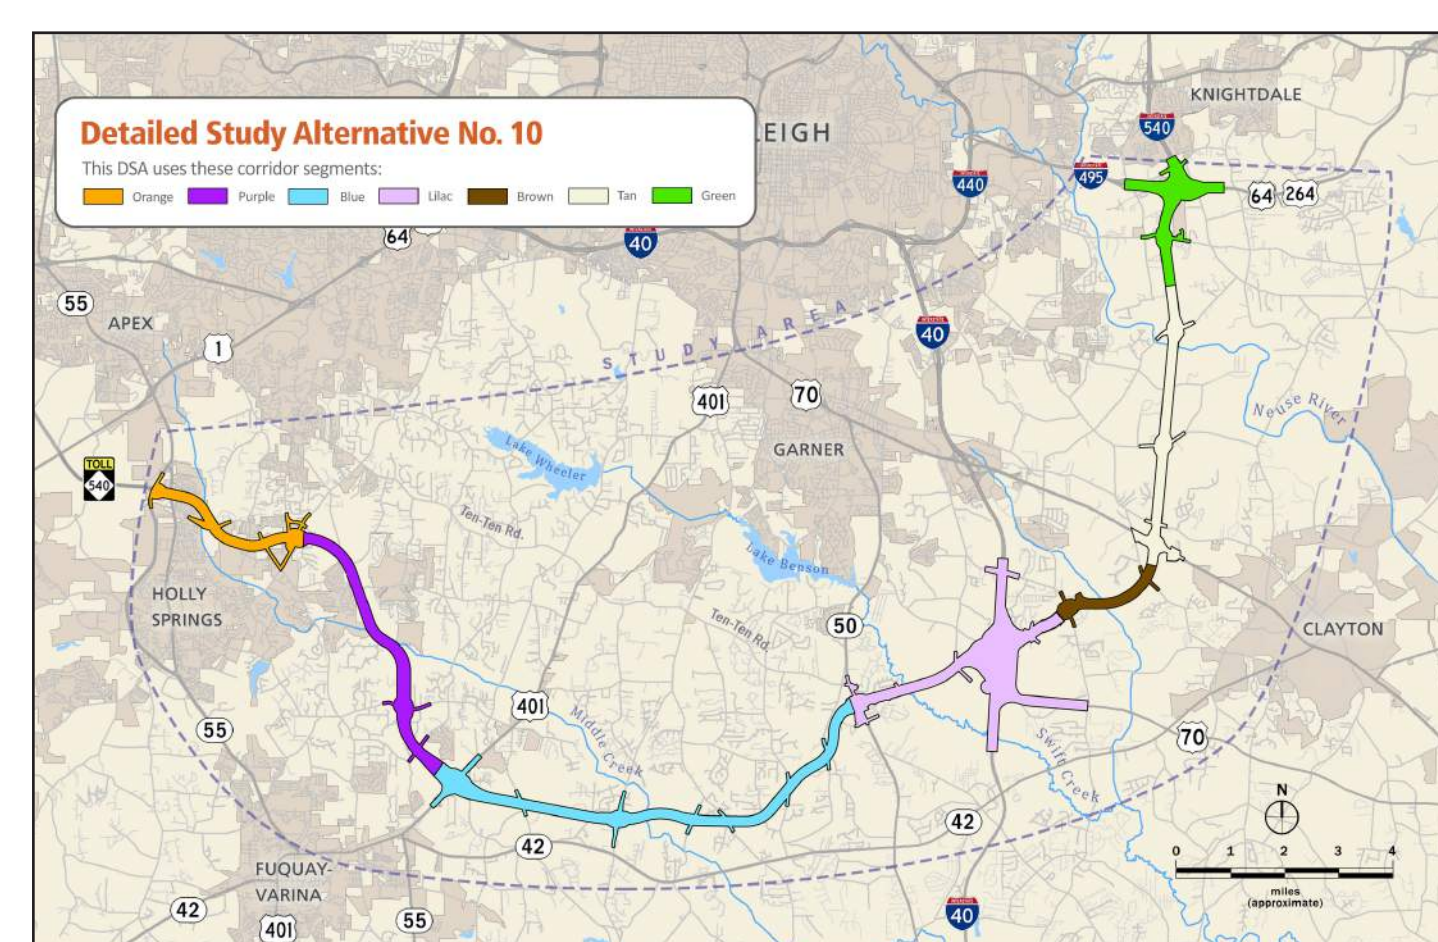 Detailed Study Alternative No. 10
This DSA uses these corridor segments:
Orange Purple Blue Lilac Brown Tan Green
LEIGH
KNIGHTDALE
540
495
440
64 264
64
40
55
APEX
1
STUDY AREA
40
401
70
GARNER
Neuse River
TOLL
540
Lake Wheeler
Ten-Ten Rd.
Lake Benson
HOLLY
SPRINGS
Ten-Ten Rd.
50
CLAYTON
401
55
Middle Creek
Swift Creek
70
N
42
42
0 1 2 3 4
miles
(approximate)
FUQUAY-
VARINA
42
401
55
40